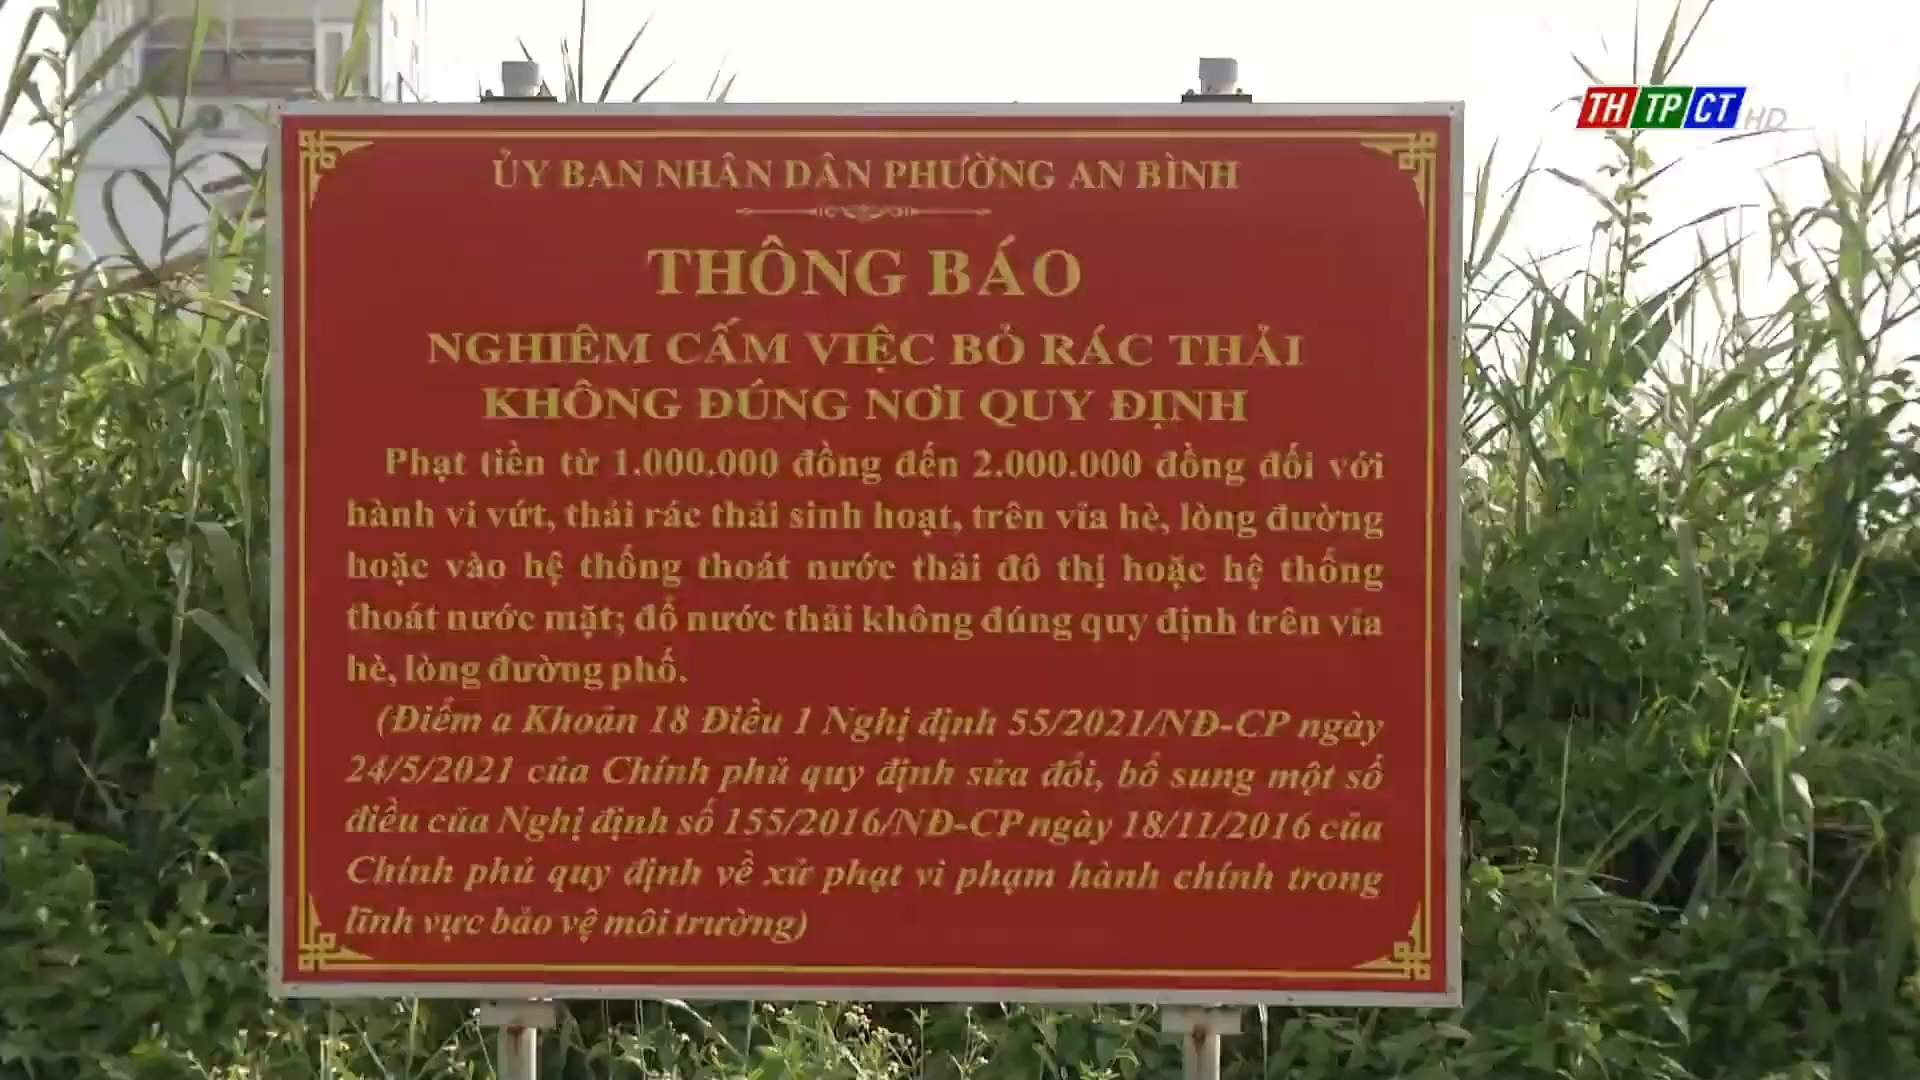 THTPCT HD
ỦY BAN NHÂN DÂN PHƯỜNG AN BÌNH
THÔNG BÁO
NGHIÊM CẤM VIỆC BỎ RÁC THẢI
KHÔNG ĐÚNG NƠI QUY ĐỊNH
Phạt tiền từ 1.000.000 đồng đến 2.000.000 đồng đối với
hành vi vứt, thải rác thải sinh hoạt, trên vỉa hè, lòng đường
hoặc vào hệ thống thoát nước thải đô thị hoặc hệ thống
thoát nước mặt; đổ nước thải không đúng quy định trên vỉa
hè, lòng đường phố.
(Điểm a Khoản 18 Điều 1 Nghị định 55/2021/NĐ-CP ngày
24/5/2021 của Chính phủ quy định sửa đổi, bổ sung một số
điều của Nghị định số 155/2016/NĐ-CP ngày 18/11/2016 của
Chính phủ quy định về xử phạt vi phạm hành chính trong
lĩnh vực bảo vệ môi trường)